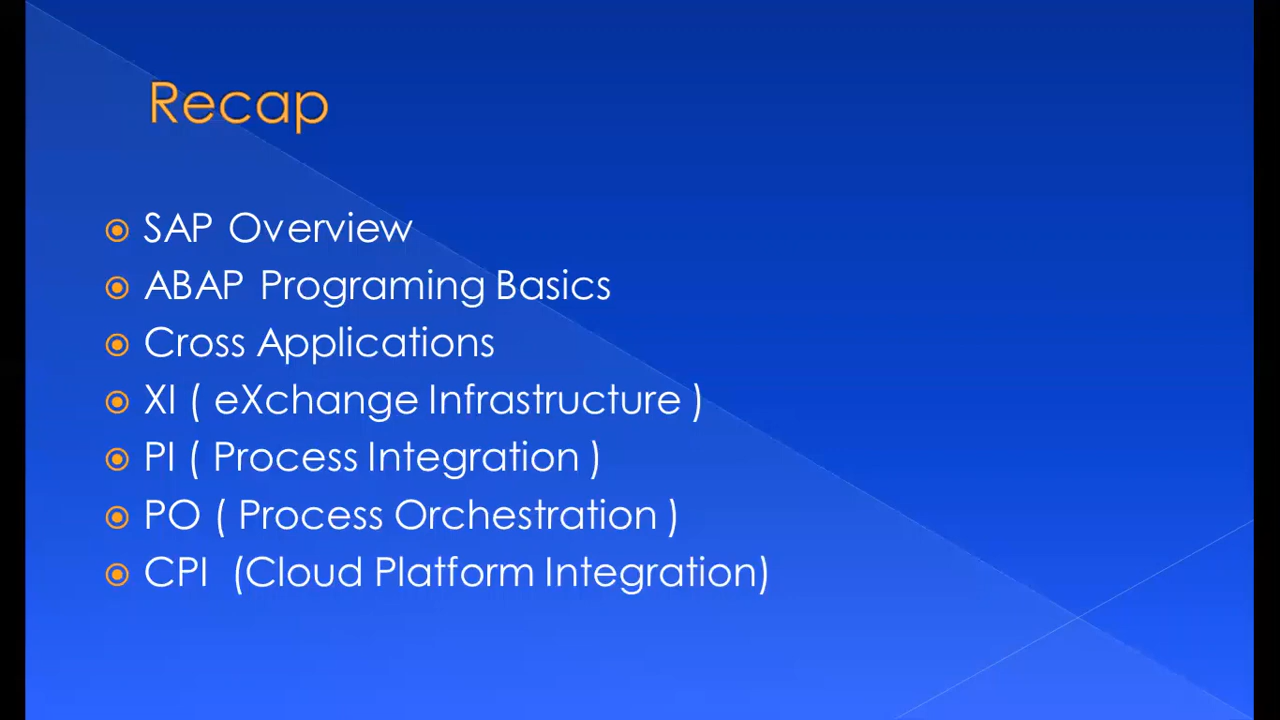 Recap
SAP Overview
ABAP Programing Basics
Cross Applications
XI ( eXchange Infrastructure )
PI ( Process Integration )
PO ( Process Orchestration )
CPI (Cloud Platform Integration)